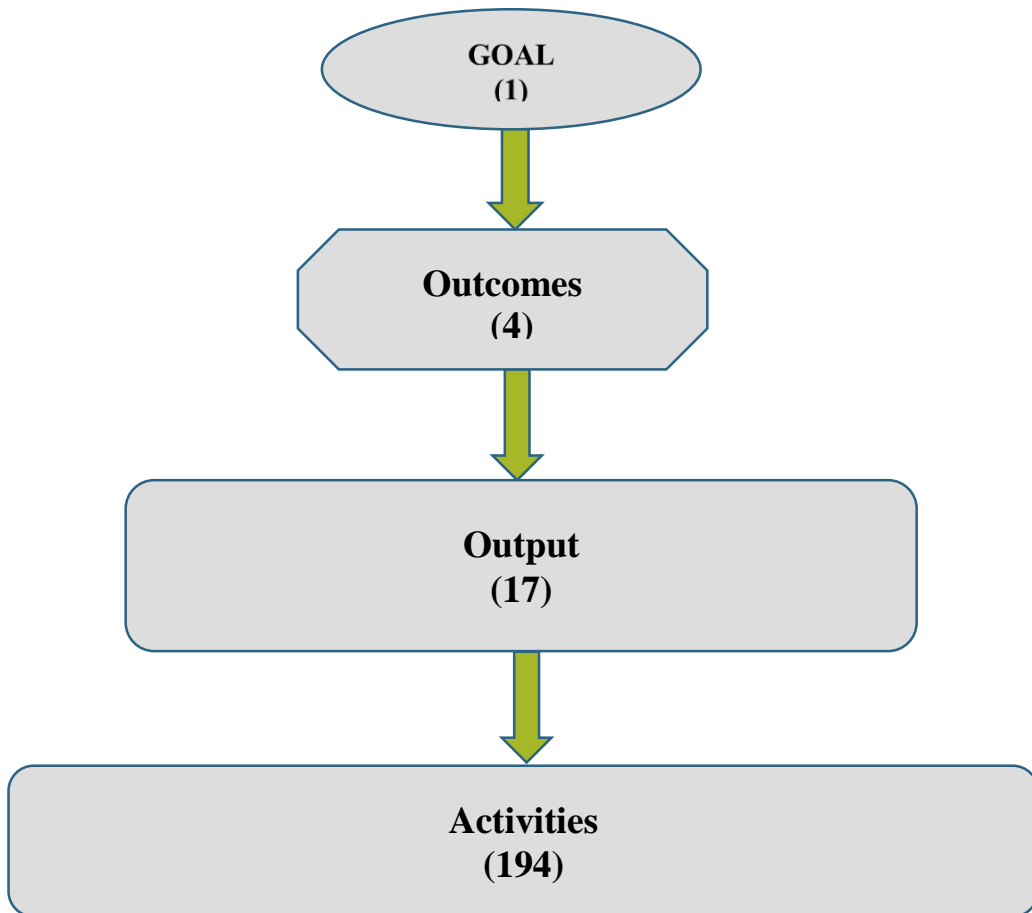 GOAL
(1)
Outcomes
(4)
Output
(17)
Activities
(194)